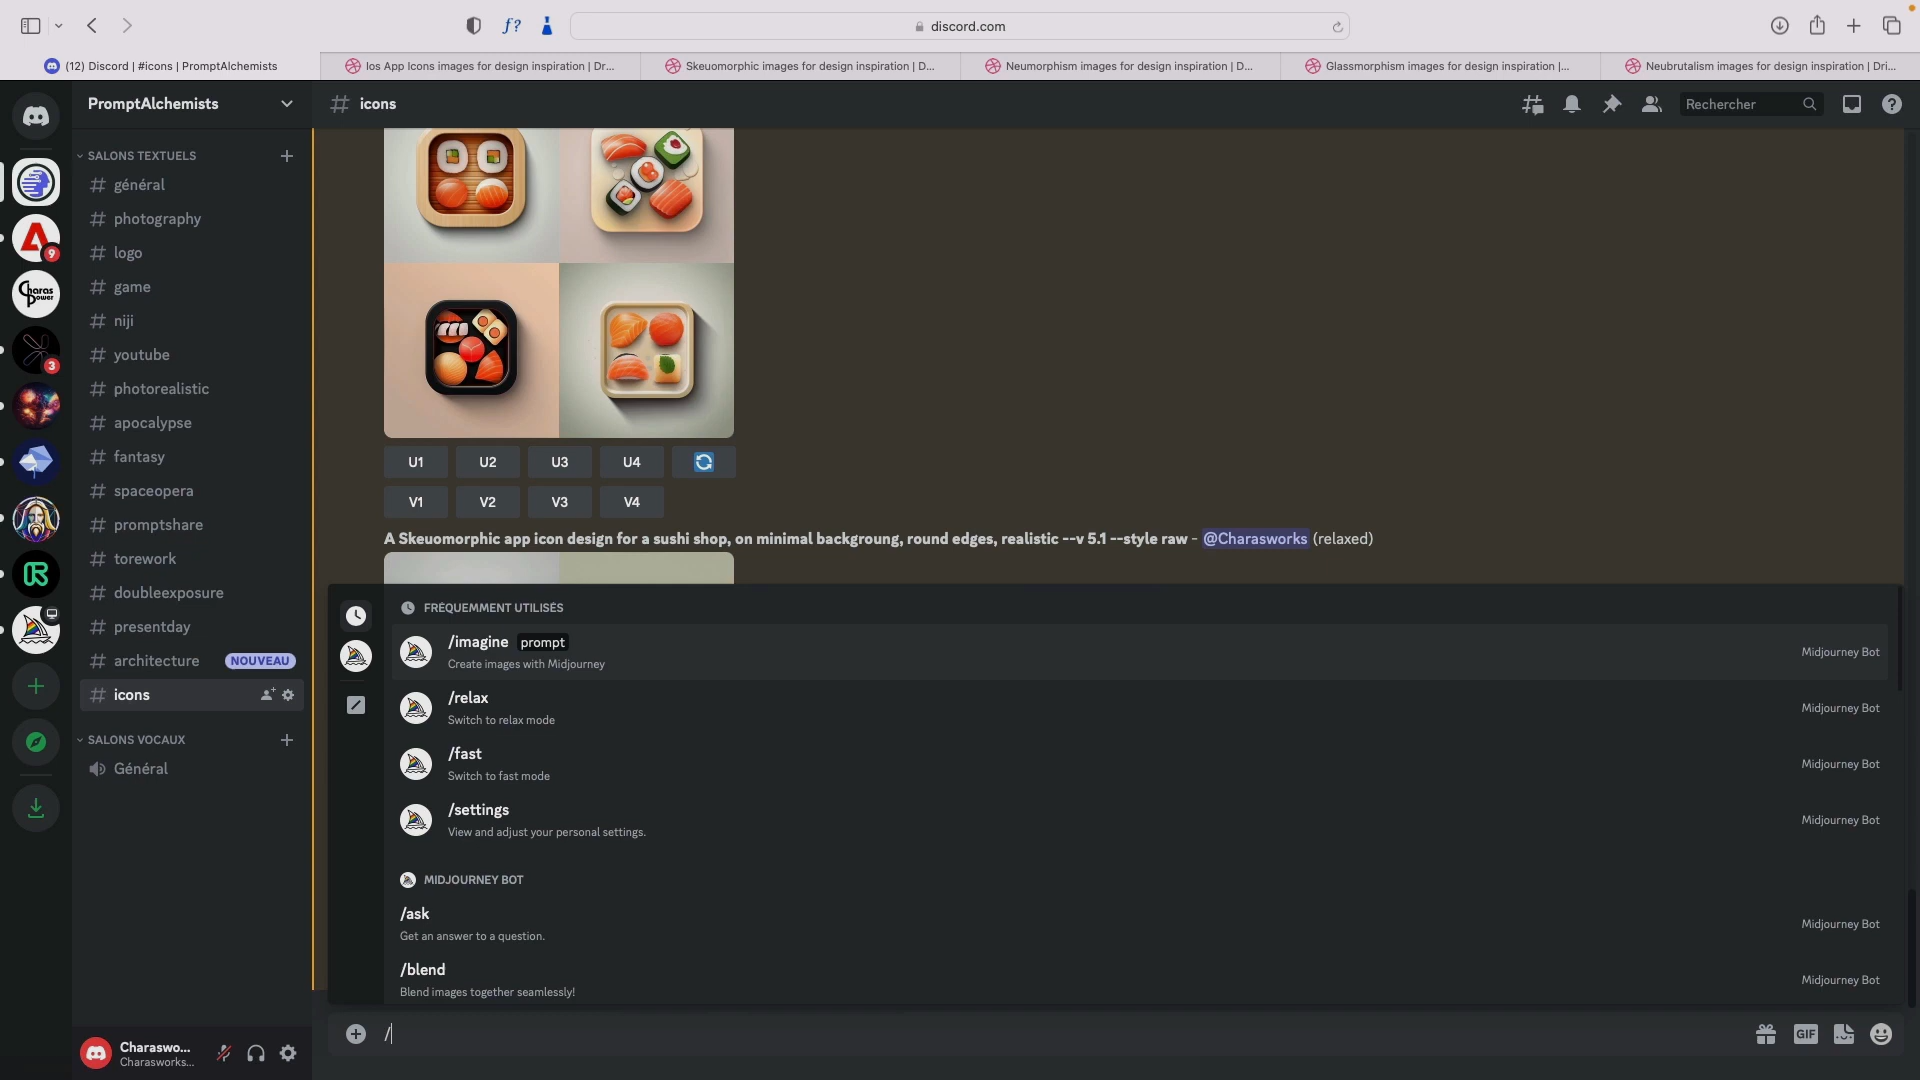 discord.com
(12) Discord | #icons | PromptAlchemists
Ios App Icons images for design inspiration | Dr...
Skeuomorphic images for design inspiration | D...
Neumorphism images for design inspiration | D...
Glassmorphism images for design inspiration |...
Neubrutalism images for design inspiration | Dri...
PromptAlchemists
icons
Rechercher
SALONS TEXTUELS
général
photography
logo
game
niji
youtube
photorealistic
apocalypse
fantasy
spaceopera
promptshare
torework
doubleexposure
presentday
architecture NOUVEAU
icons
SALONS VOCAUX
Général
9
Charas Power
3
U1 U2 U3 U4
V1 V2 V3 V4
A Skeuomorphic app icon design for a sushi shop, on minimal backgroung, round edges, realistic --v 5.1 --style raw - @Charasworks (relaxed)
FRÉQUEMMENT UTILISÉS
/imagine prompt
Create images with Midjourney
Midjourney Bot
/relax
Switch to relax mode
Midjourney Bot
/fast
Switch to fast mode
Midjourney Bot
/settings
View and adjust your personal settings.
Midjourney Bot
MIDJOURNEY BOT
/ask
Get an answer to a question.
Midjourney Bot
/blend
Blend images together seamlessly!
Midjourney Bot
/
GIF
Charaswo...
Charasworks...